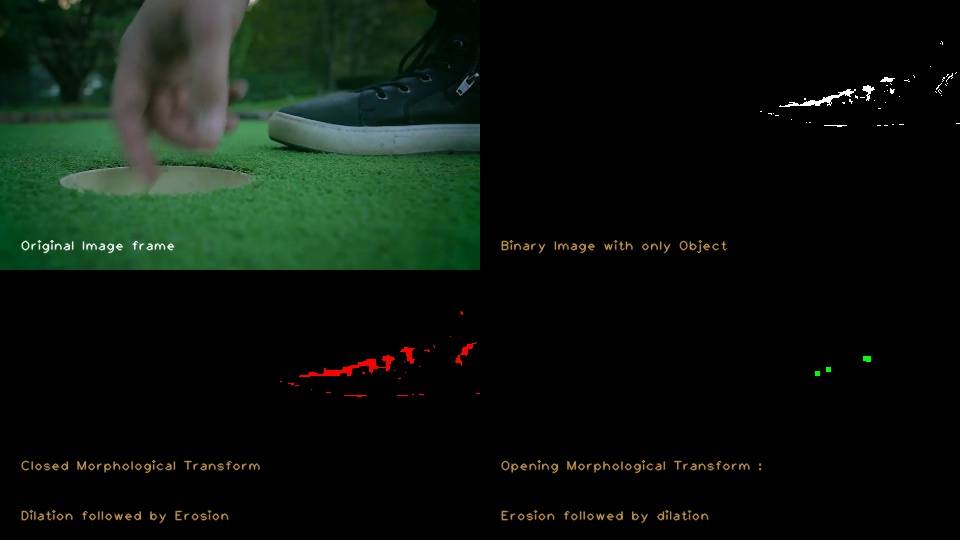 Original Image frame
Binary Image with only Object
Closed Morphological Transform
Dilation followed by Erosion
Opening Morphological Transform :
Erosion followed by dilation